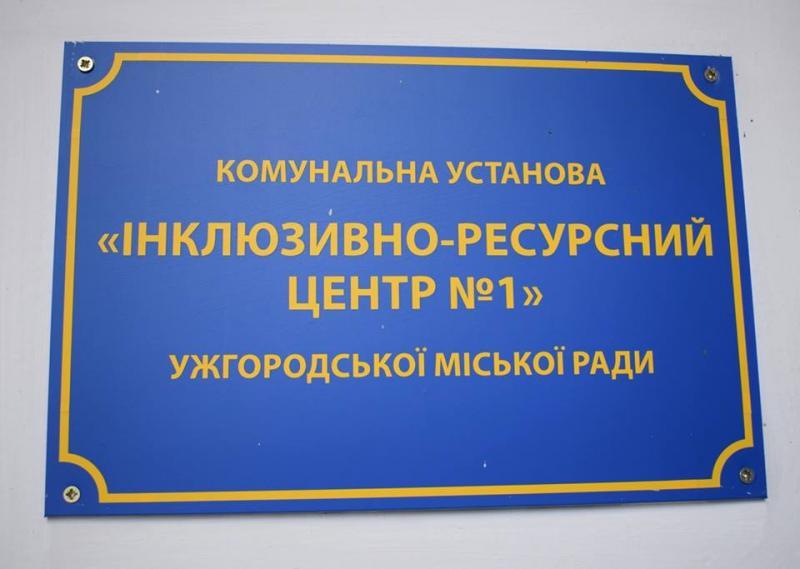 КОМУНАЛЬНА УСТАНОВА
«ІНКЛЮЗИВНО-РЕСУРСНИЙ
ЦЕНТР №1»
УЖГОРОДСЬКОЇ МІСЬКОЇ РАДИ